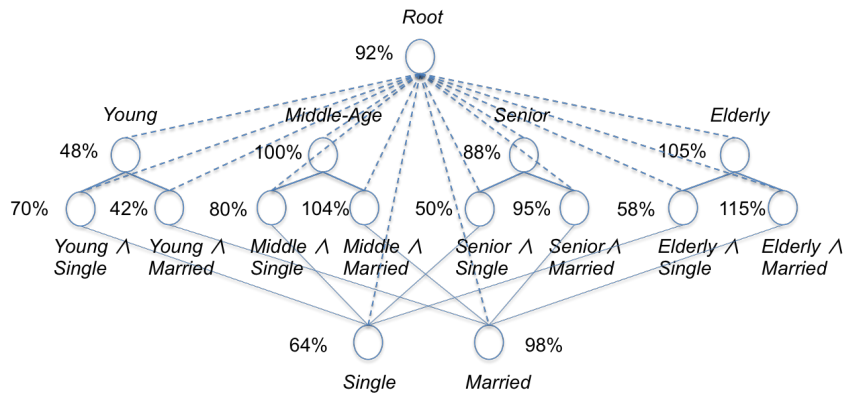 Root
92%
Young Middle-Age Senior Elderly
48% 100% 88% 105%
70% 42% 80% 104% 50% 95% 58% 115%
Young ∧ Young ∧ Middle ∧ Middle ∧ Senior ∧ Senior ∧ Elderly ∧ Elderly ∧
Single Married Single Married Single Married Single Married
64% 98%
Single Married